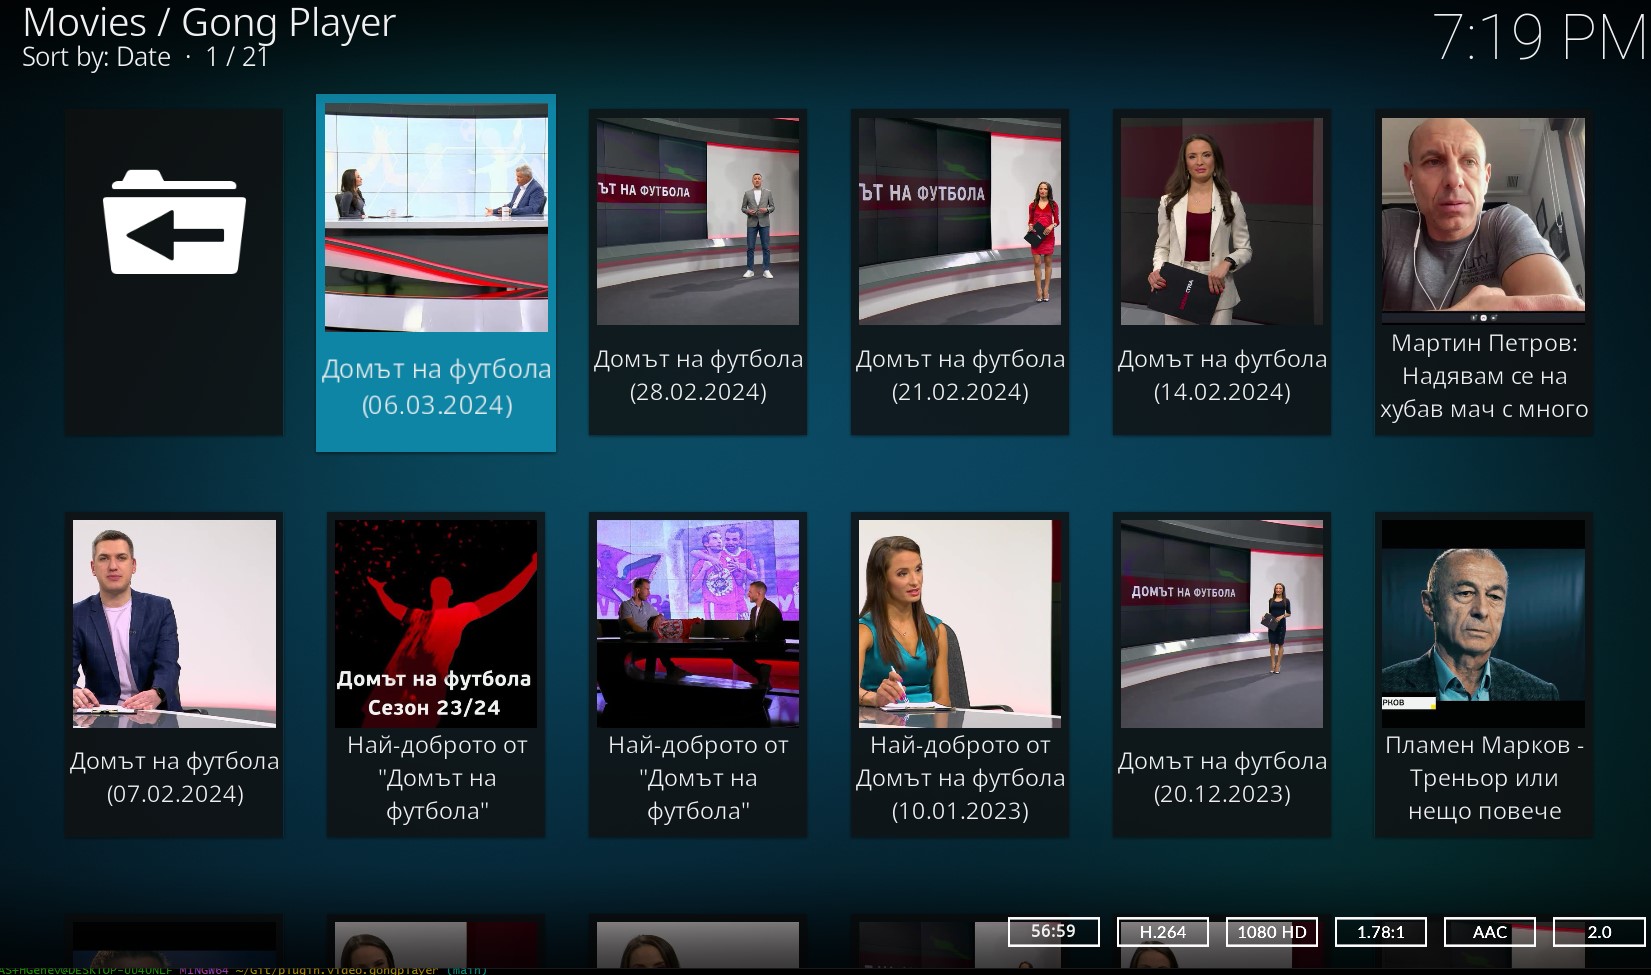 Movies / Gong Player
Sort by: Date · 1 / 21
7:19 PM
ЪТ НА ФУТБОЛА
ЪТ НА ФУТБОЛА
Домът на футбола
(06.03.2024)
Домът на футбола
(28.02.2024)
Домът на футбола
(21.02.2024)
Домът на футбола
(14.02.2024)
Мартин Петров:
Надявам се на
хубав мач с много
Домът на футбола
Сезон 23/24
ДОМЪТ НА ФУТБОЛА
РКОВ
Домът на футбола
(07.02.2024)
Най-доброто от
"Домът на
футбола"
Най-доброто от
"Домът на
футбола"
Най-доброто от
Домът на футбола
(10.01.2023)
Домът на футбола
(20.12.2023)
Пламен Марков -
Треньор или
нещо повече
56:59
H.264
1080 HD
1.78:1
AAC
2.0
MINGW64 ~/Git/plugin.video.gongplayer (main)